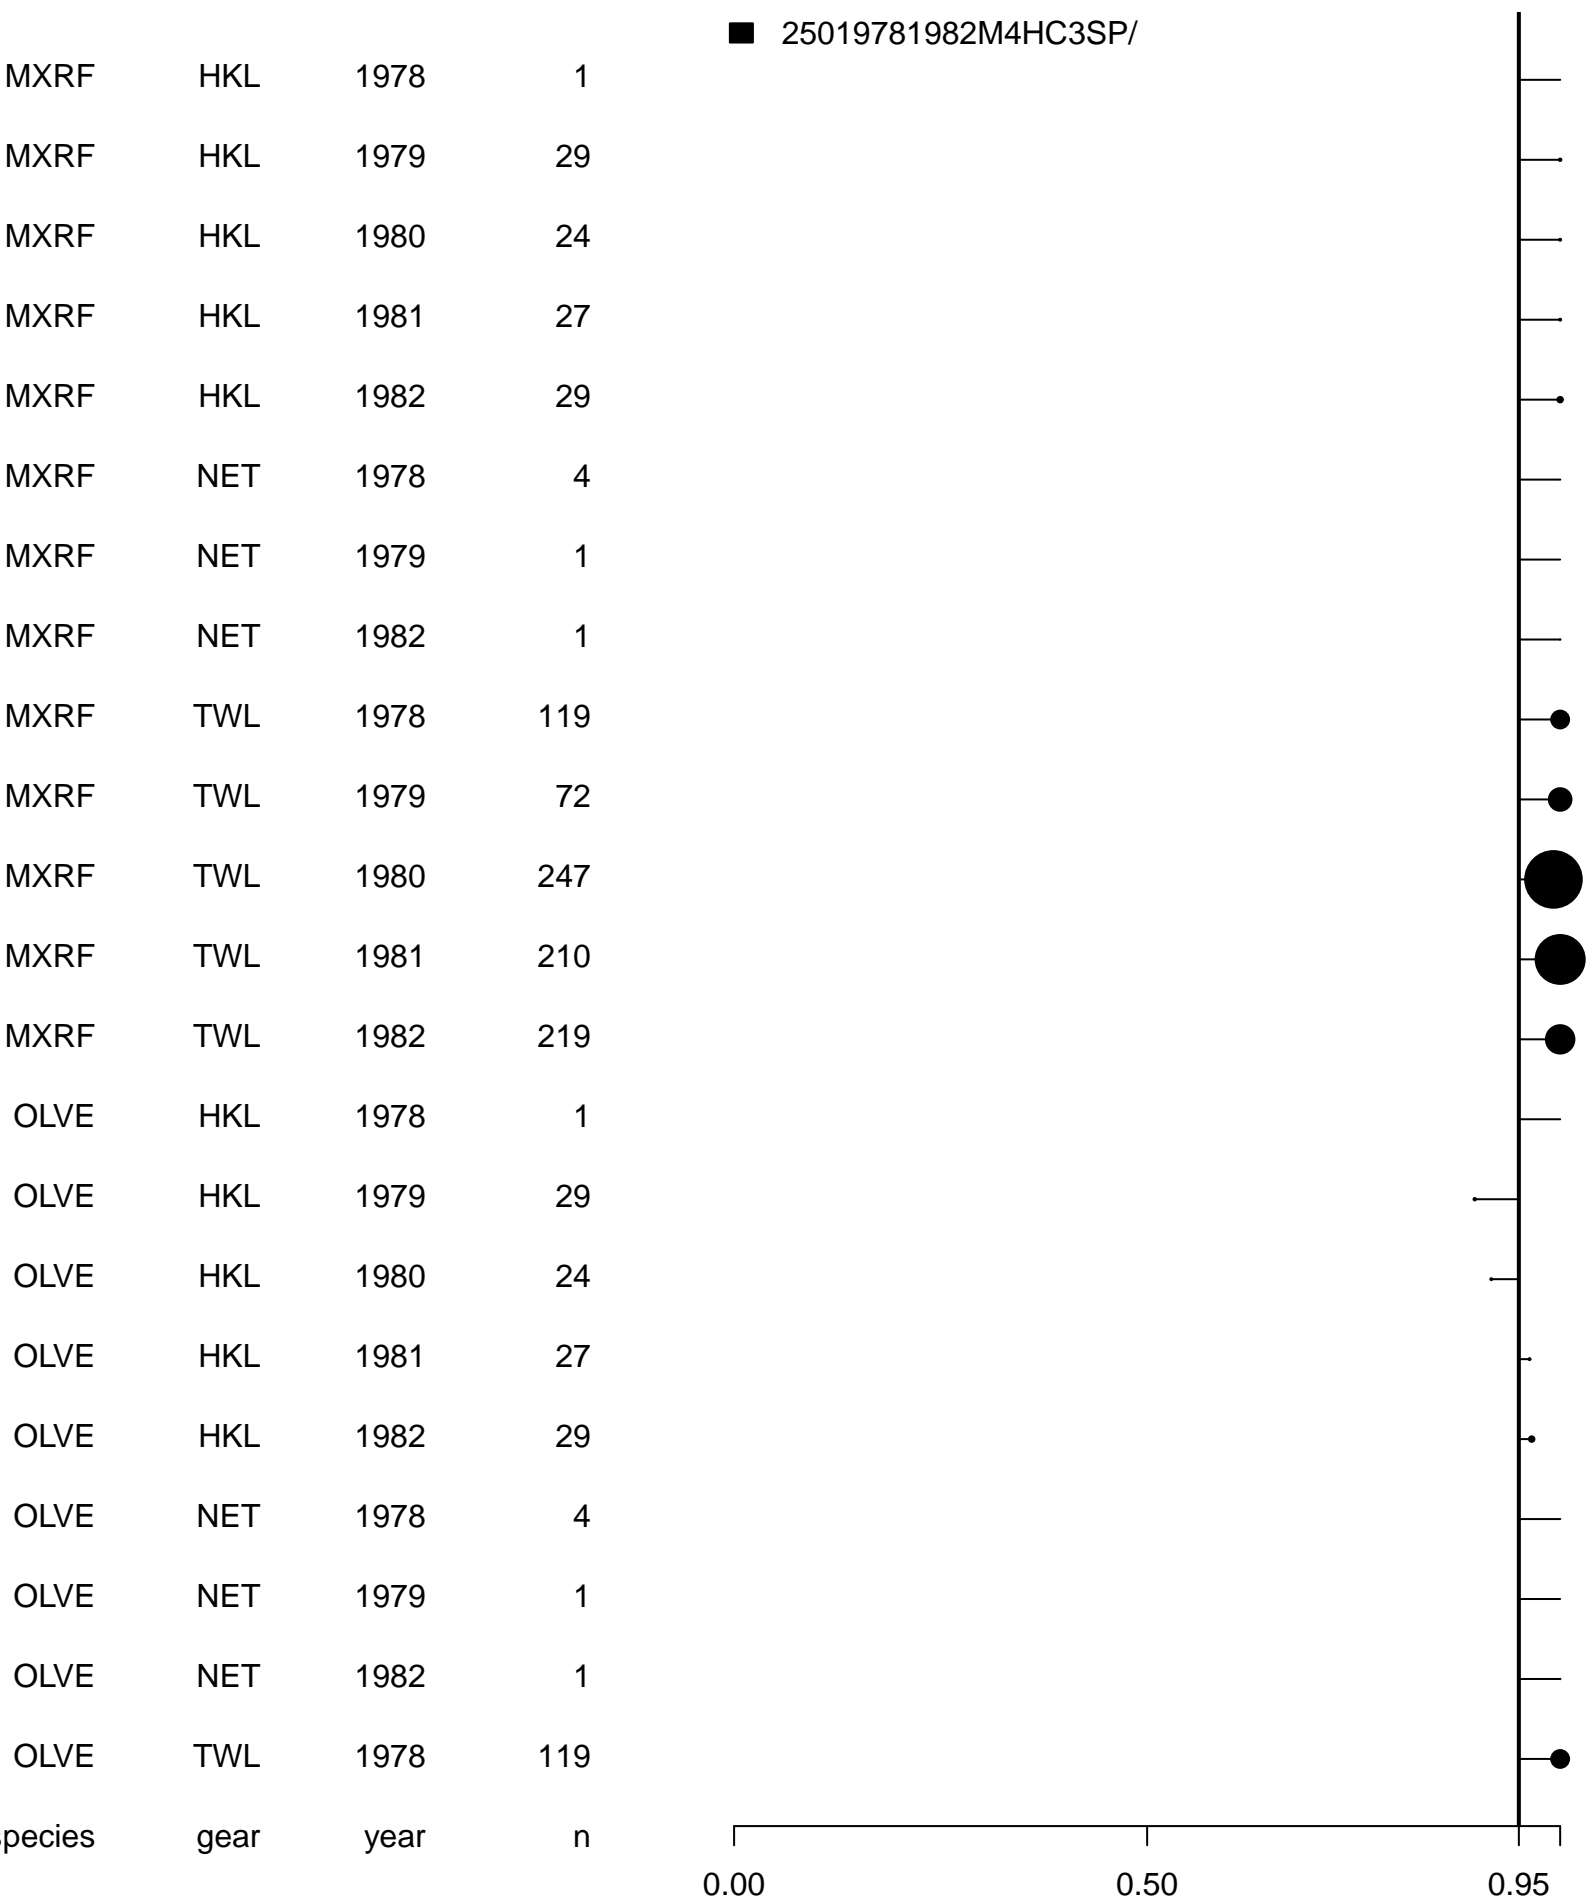 25019781982M4HC3SP/
MXRF HKL 1978 1
MXRF HKL 1979 29
MXRF HKL 1980 24
MXRF HKL 1981 27
MXRF HKL 1982 29
MXRF NET 1978 4
MXRF NET 1979 1
MXRF NET 1982 1
MXRF TWL 1978 119
MXRF TWL 1979 72
MXRF TWL 1980 247
MXRF TWL 1981 210
MXRF TWL 1982 219
OLVE HKL 1978 1
OLVE HKL 1979 29
OLVE HKL 1980 24
OLVE HKL 1981 27
OLVE HKL 1982 29
OLVE NET 1978 4
OLVE NET 1979 1
OLVE NET 1982 1
OLVE TWL 1978 119
species gear year n
0.00 0.50 0.95